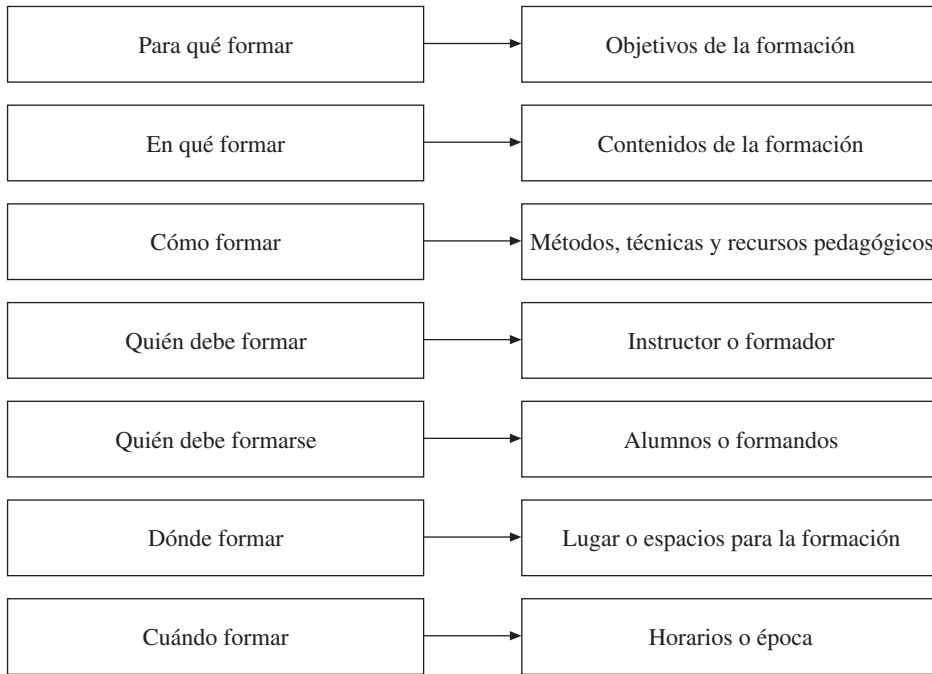 Para qué formar
Objetivos de la formación
En qué formar
Contenidos de la formación
Cómo formar
Métodos, técnicas y recursos pedagógicos
Quién debe formar
Instructor o formador
Quién debe formarse
Alumnos o formandos
Dónde formar
Lugar o espacios para la formación
Cuándo formar
Horarios o época